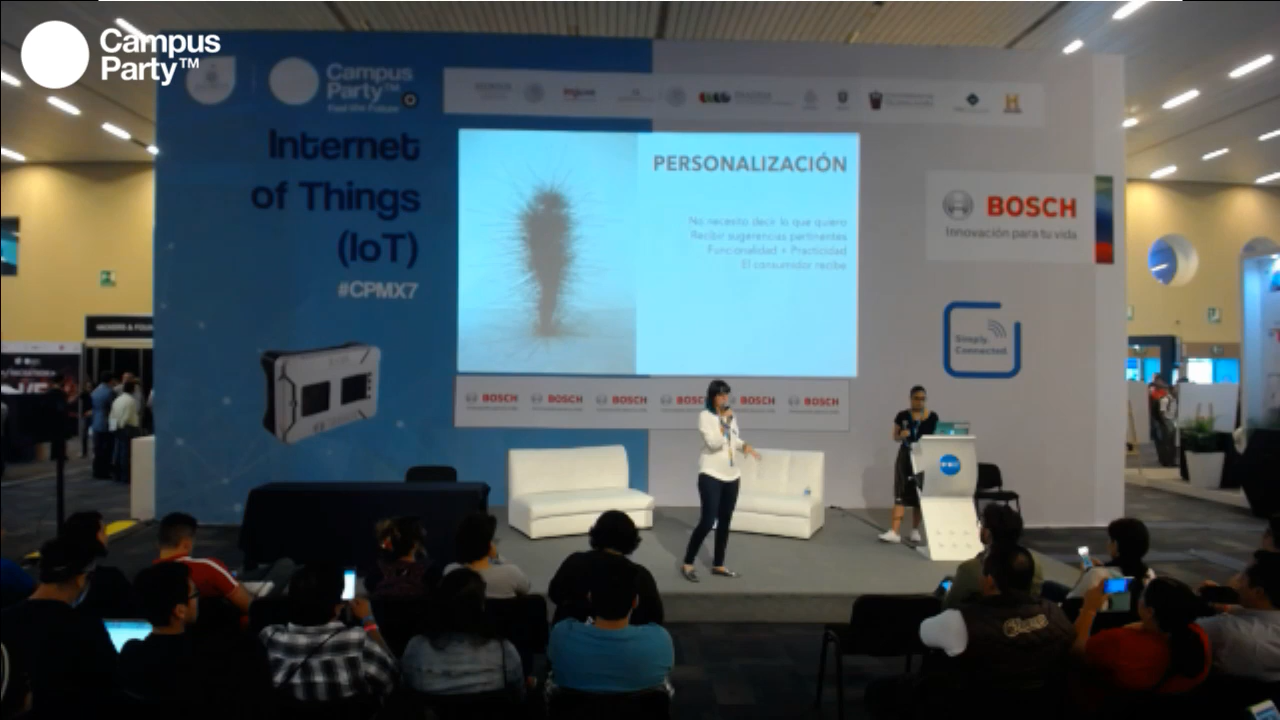 Campus
Party™
Campus
Party™
Feel the Future
Internet
of Things
(IoT)
#CPMX7
PERSONALIZACIÓN
No necesito decir lo que quiero
Recibir sugerencias pertinentes
Funcionalidad + Practicidad
El consumidor recibe
BOSCH
Innovación para tu vida
Simply.
Connected.
BOSCH
BOSCH
BOSCH
BOSCH
BOSCH
HACKERS &